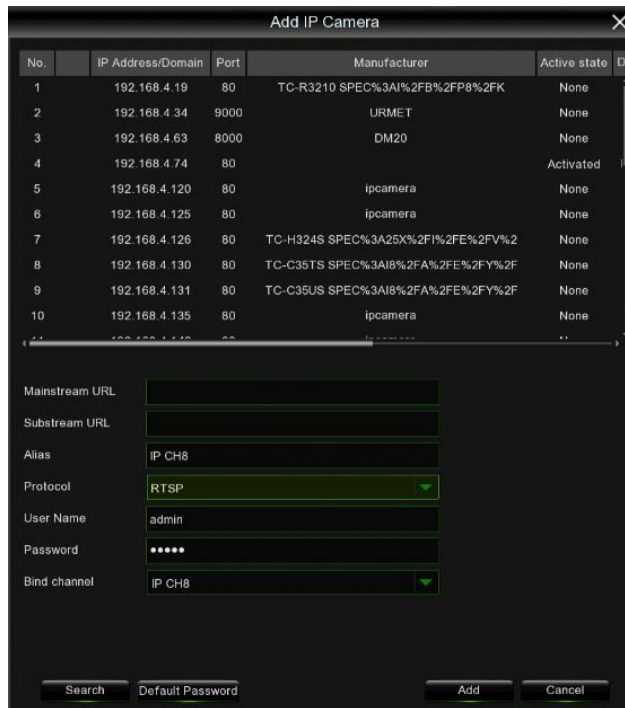 Add IP Camera
No. IP Address/Domain Port Manufacturer Active state D
1 192.168.4.19 80 TC-R3210 SPEC%3AI%2FB%2FP8%2FK None
2 192.168.4.34 9000 URMET None
3 192.168.4.63 8000 DM20 None
4 192.168.4.74 80 Activated
5 192.168.4.120 80 ipcamera None
6 192.168.4.125 80 ipcamera None
7 192.168.4.126 80 TC-H324S SPEC%3A25X%2FI%2FE%2FV%2 None
8 192.168.4.130 80 TC-C35TS SPEC%3AI8%2FA%2FE%2FY%2F None
9 192.168.4.131 80 TC-C35US SPEC%3AI8%2FA%2FE%2FY%2F None
10 192.168.4.135 80 ipcamera None
Mainstream URL
Substream URL
Alias IP CH8
Protocol RTSP
User Name admin
Password •••••
Bind channel IP CH8
Search Default Password Add Cancel